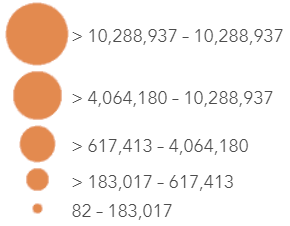 > 10,288,937 – 10,288,937
> 4,064,180 – 10,288,937
> 617,413 – 4,064,180
> 183,017 – 617,413
82 – 183,017